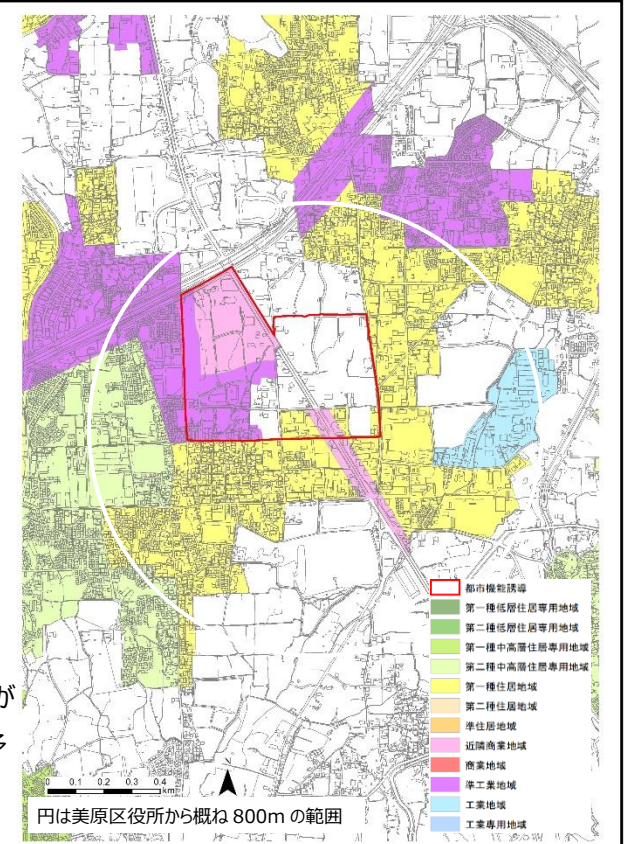 都市機能誘導
第一種低層住居専用地域
第二種低層住居専用地域
第一種中高層住居専用地域
第二種中高層住居専用地域
第一種住居地域
第二種住居地域
準住居地域
近隣商業地域
商業地域
準工業地域
工業地域
工業専用地域
が
0 0.1 0.2 0.3 0.4
km
N
円は美原区役所から概ね 800m の範囲